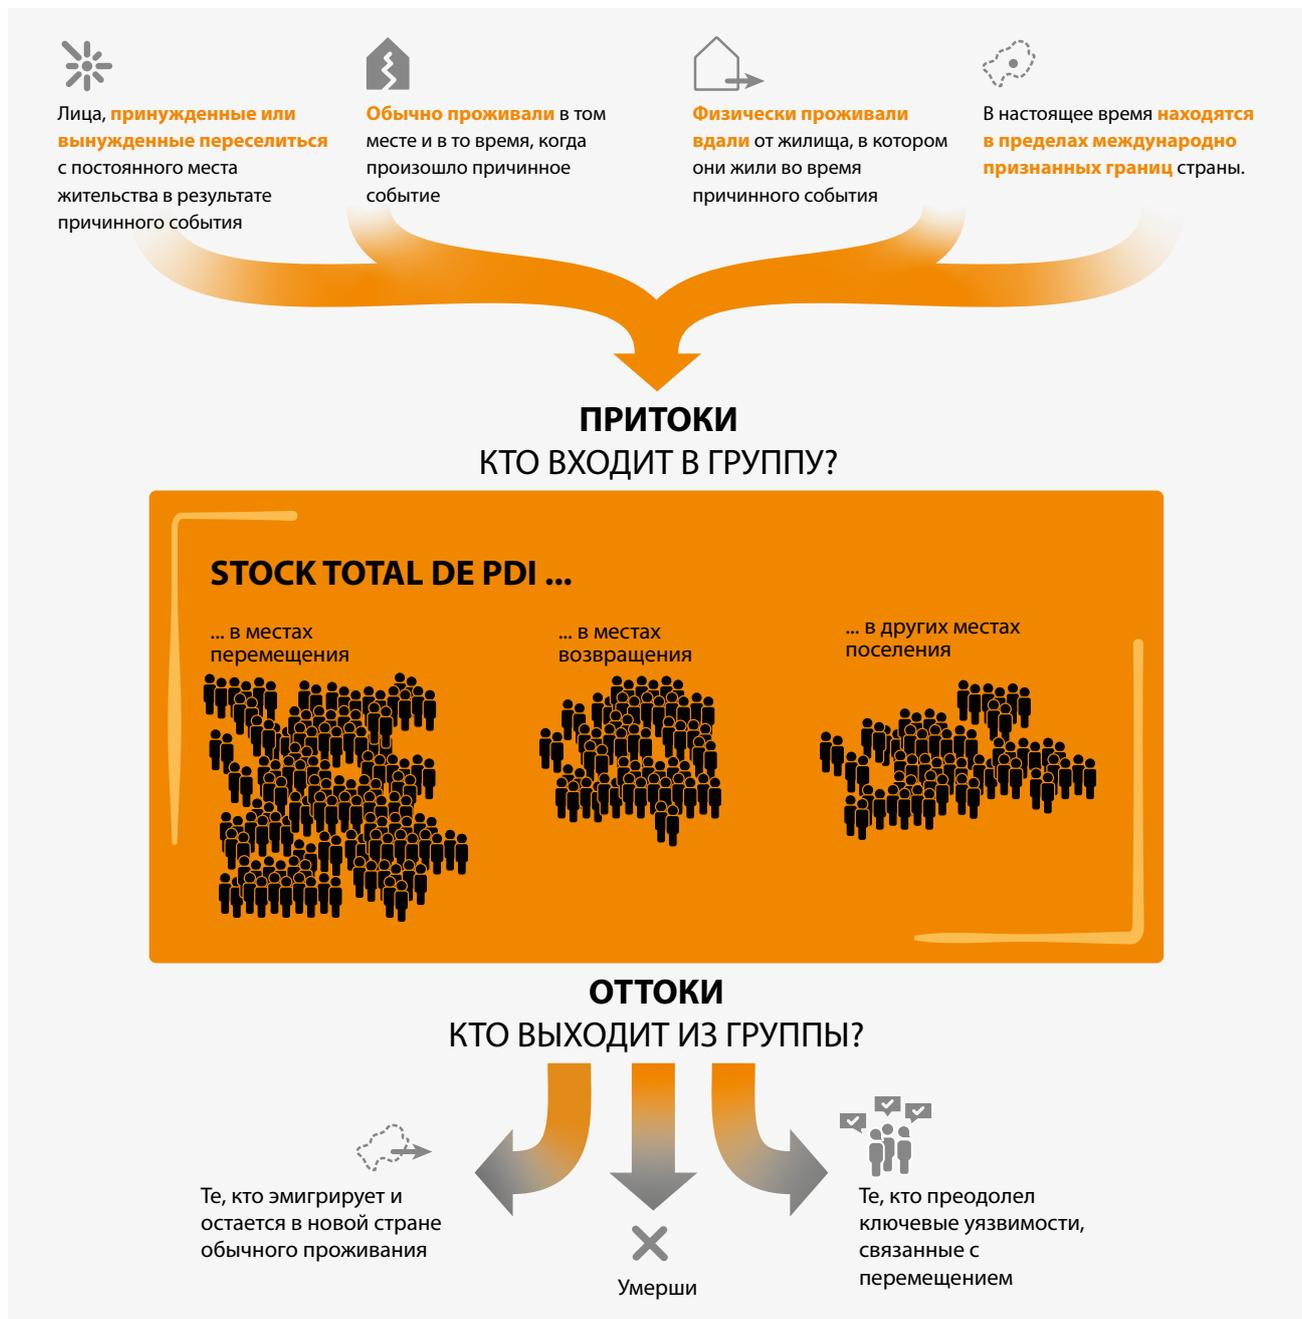 Лица, принужденные или
вынужденные переселиться
с постоянного места
жительства в результате
причинного события
Обычно проживали в том
месте и в то время, когда
произошло причинное
событие
Физически проживали
вдали от жилища, в котором
они жили во время
причинного события
В настоящее время находятся
в пределах международно
признанных границ страны.
ПРИТОКИ
КТО ВХОДИТ В ГРУППУ?
STOCK TOTAL DE PDI ...
... в местах
перемещения
... в местах
возвращения
... в других местах
поселения
ОТТОКИ
КТО ВЫХОДИТ ИЗ ГРУППЫ?
Те, кто эмигрирует и
остается в новой стране
обычного проживания
Умерши
Те, кто преодолел
ключевые уязвимости,
связанные с
перемещением